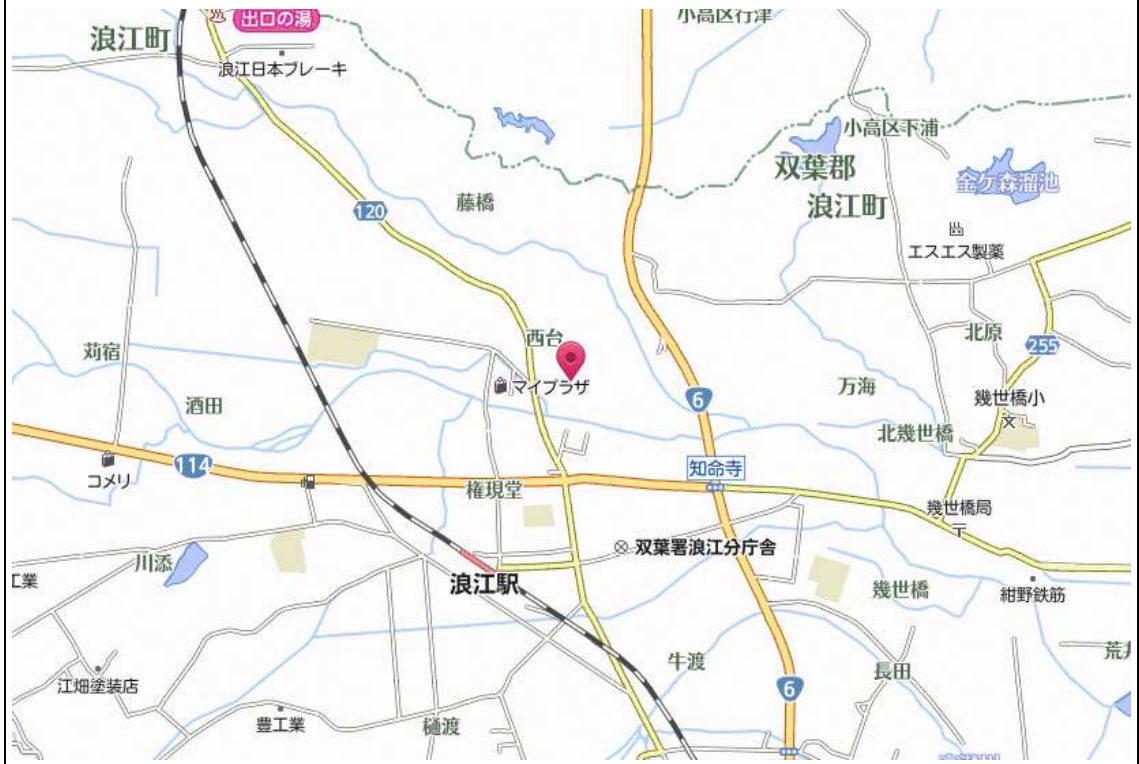 出口の湯
小高区行津
浪江町
浪江日本ブレーキ
小高区下浦
双葉郡
金ケ森溜池
120
藤橋
浪江町
エスエス製薬
西台
北原
苅宿
255
マイプラザ
万海
6
幾世橋小
酒田
北幾世橋
114
知命寺
コメリ
権現堂
幾世橋局
双葉署浪江分庁舎
川添
工業
浪江駅
幾世橋
紺野鉄筋
牛渡
長田
荒井
江畑塗装店
6
豊工業
樋渡